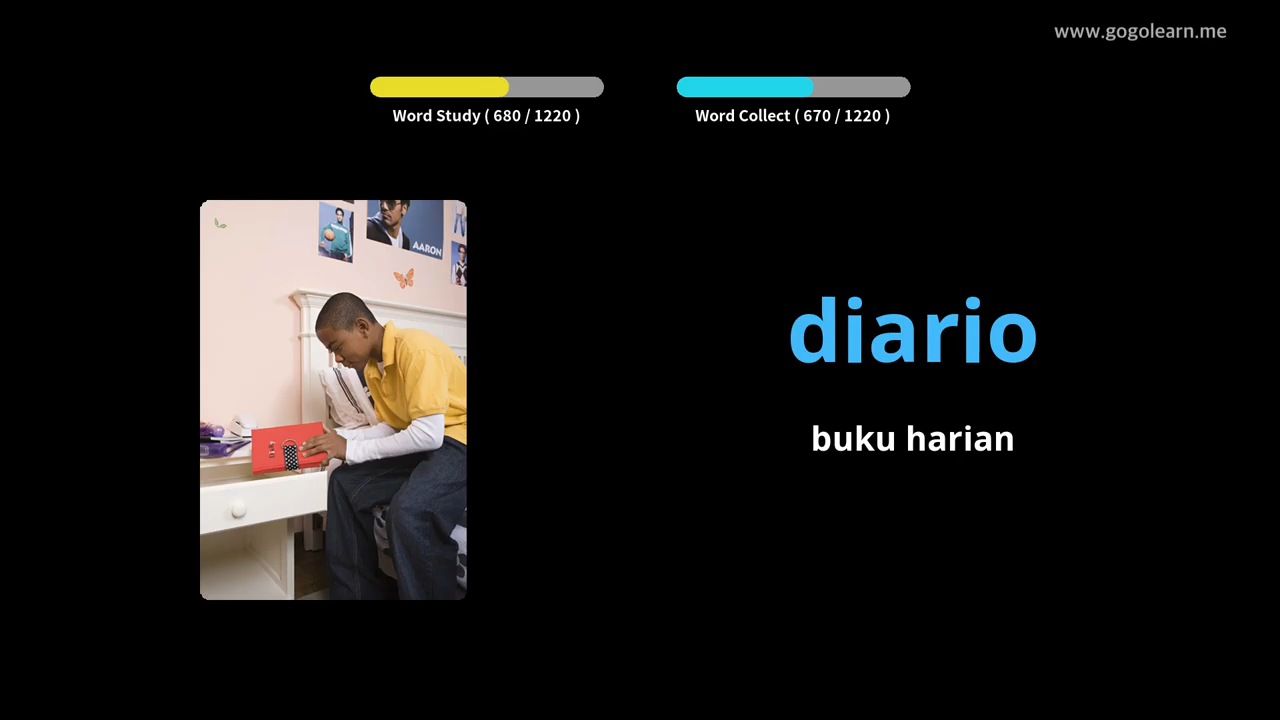 www.gogolearn.me
Word Study ( 680 / 1220 )
Word Collect ( 670 / 1220 )
AARON
diario
buku harian